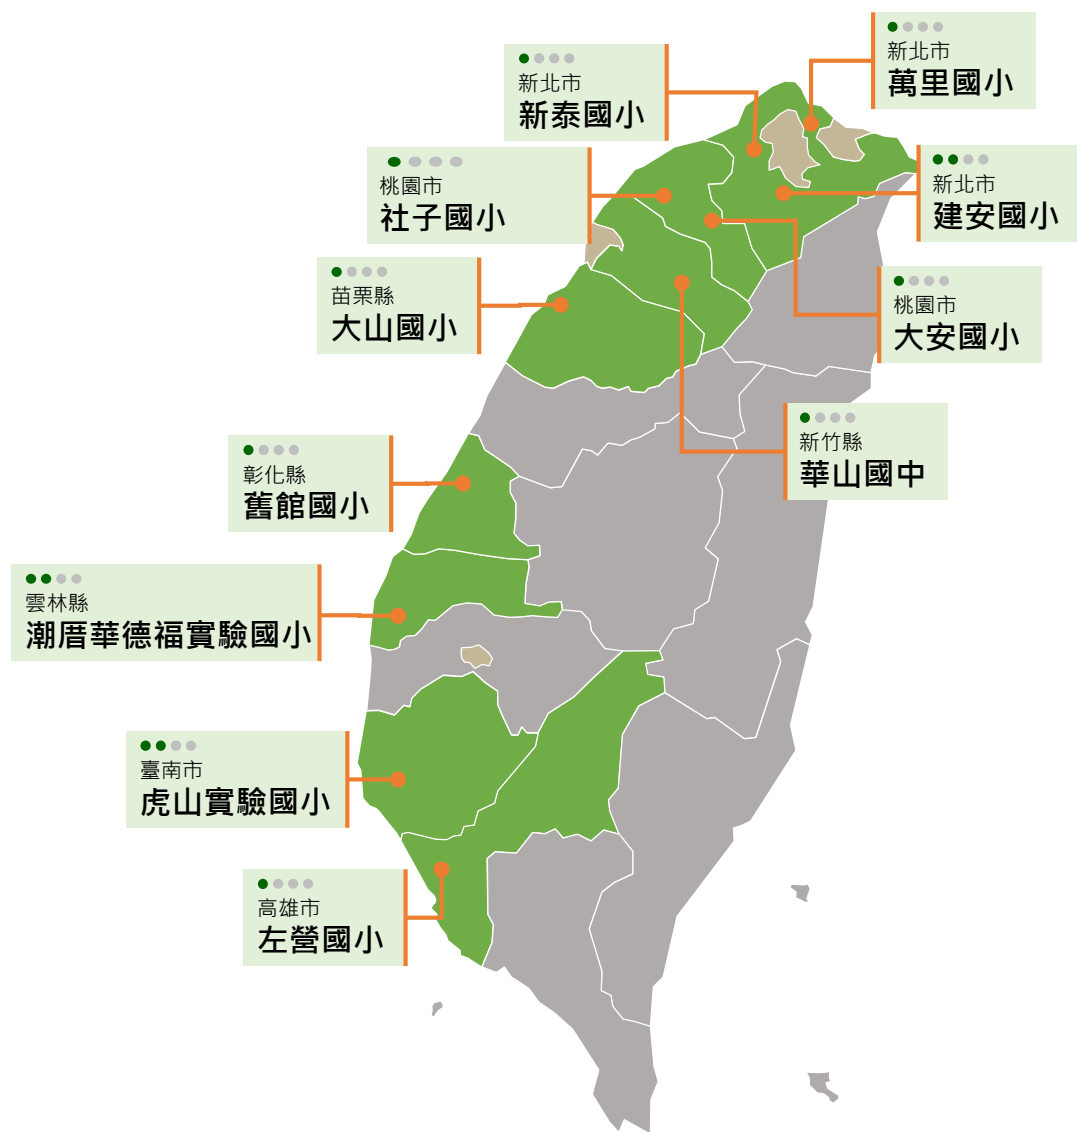 新北市
萬里國小
新北市
新泰國小
新北市
建安國小
桃園市
社子國小
苗栗縣
大山國小
桃園市
大安國小
新竹縣
華山國中
彰化縣
舊館國小
雲林縣
潮厝華德福實驗國小
臺南市
虎山實驗國小
高雄市
左營國小